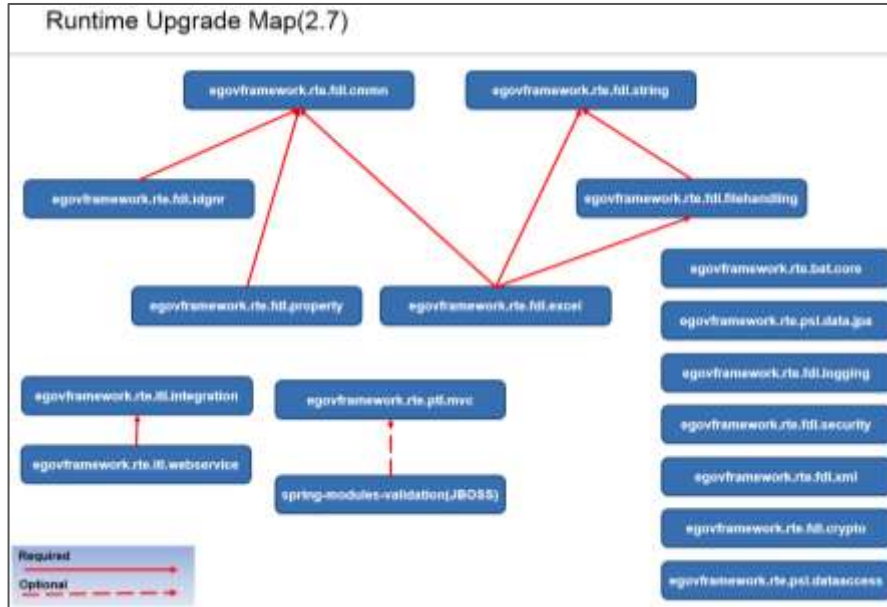 Runtime Upgrade Map(2.7)
egovframework.rte.fdl.cmmn
egovframework.rte.fdl.string
egovframework.rte.fdl.idgnr
egovframework.rte.fdl.filehandling
egovframework.rte.bat.core
egovframework.rte.fdl.property
egovframework.rte.fdl.excel
egovframework.rte.psl.data.jpa
egovframework.rte.fdl.logging
egovframework.rte.itl.integration
egovframework.rte.ptl.mvc
egovframework.rte.fdl.security
egovframework.rte.itl.webservice
egovframework.rte.fdl.xml
spring-modules-validation(JBOSS)
egovframework.rte.fdl.crypto
Required
Optional
egovframework.rte.psl.dataaccess